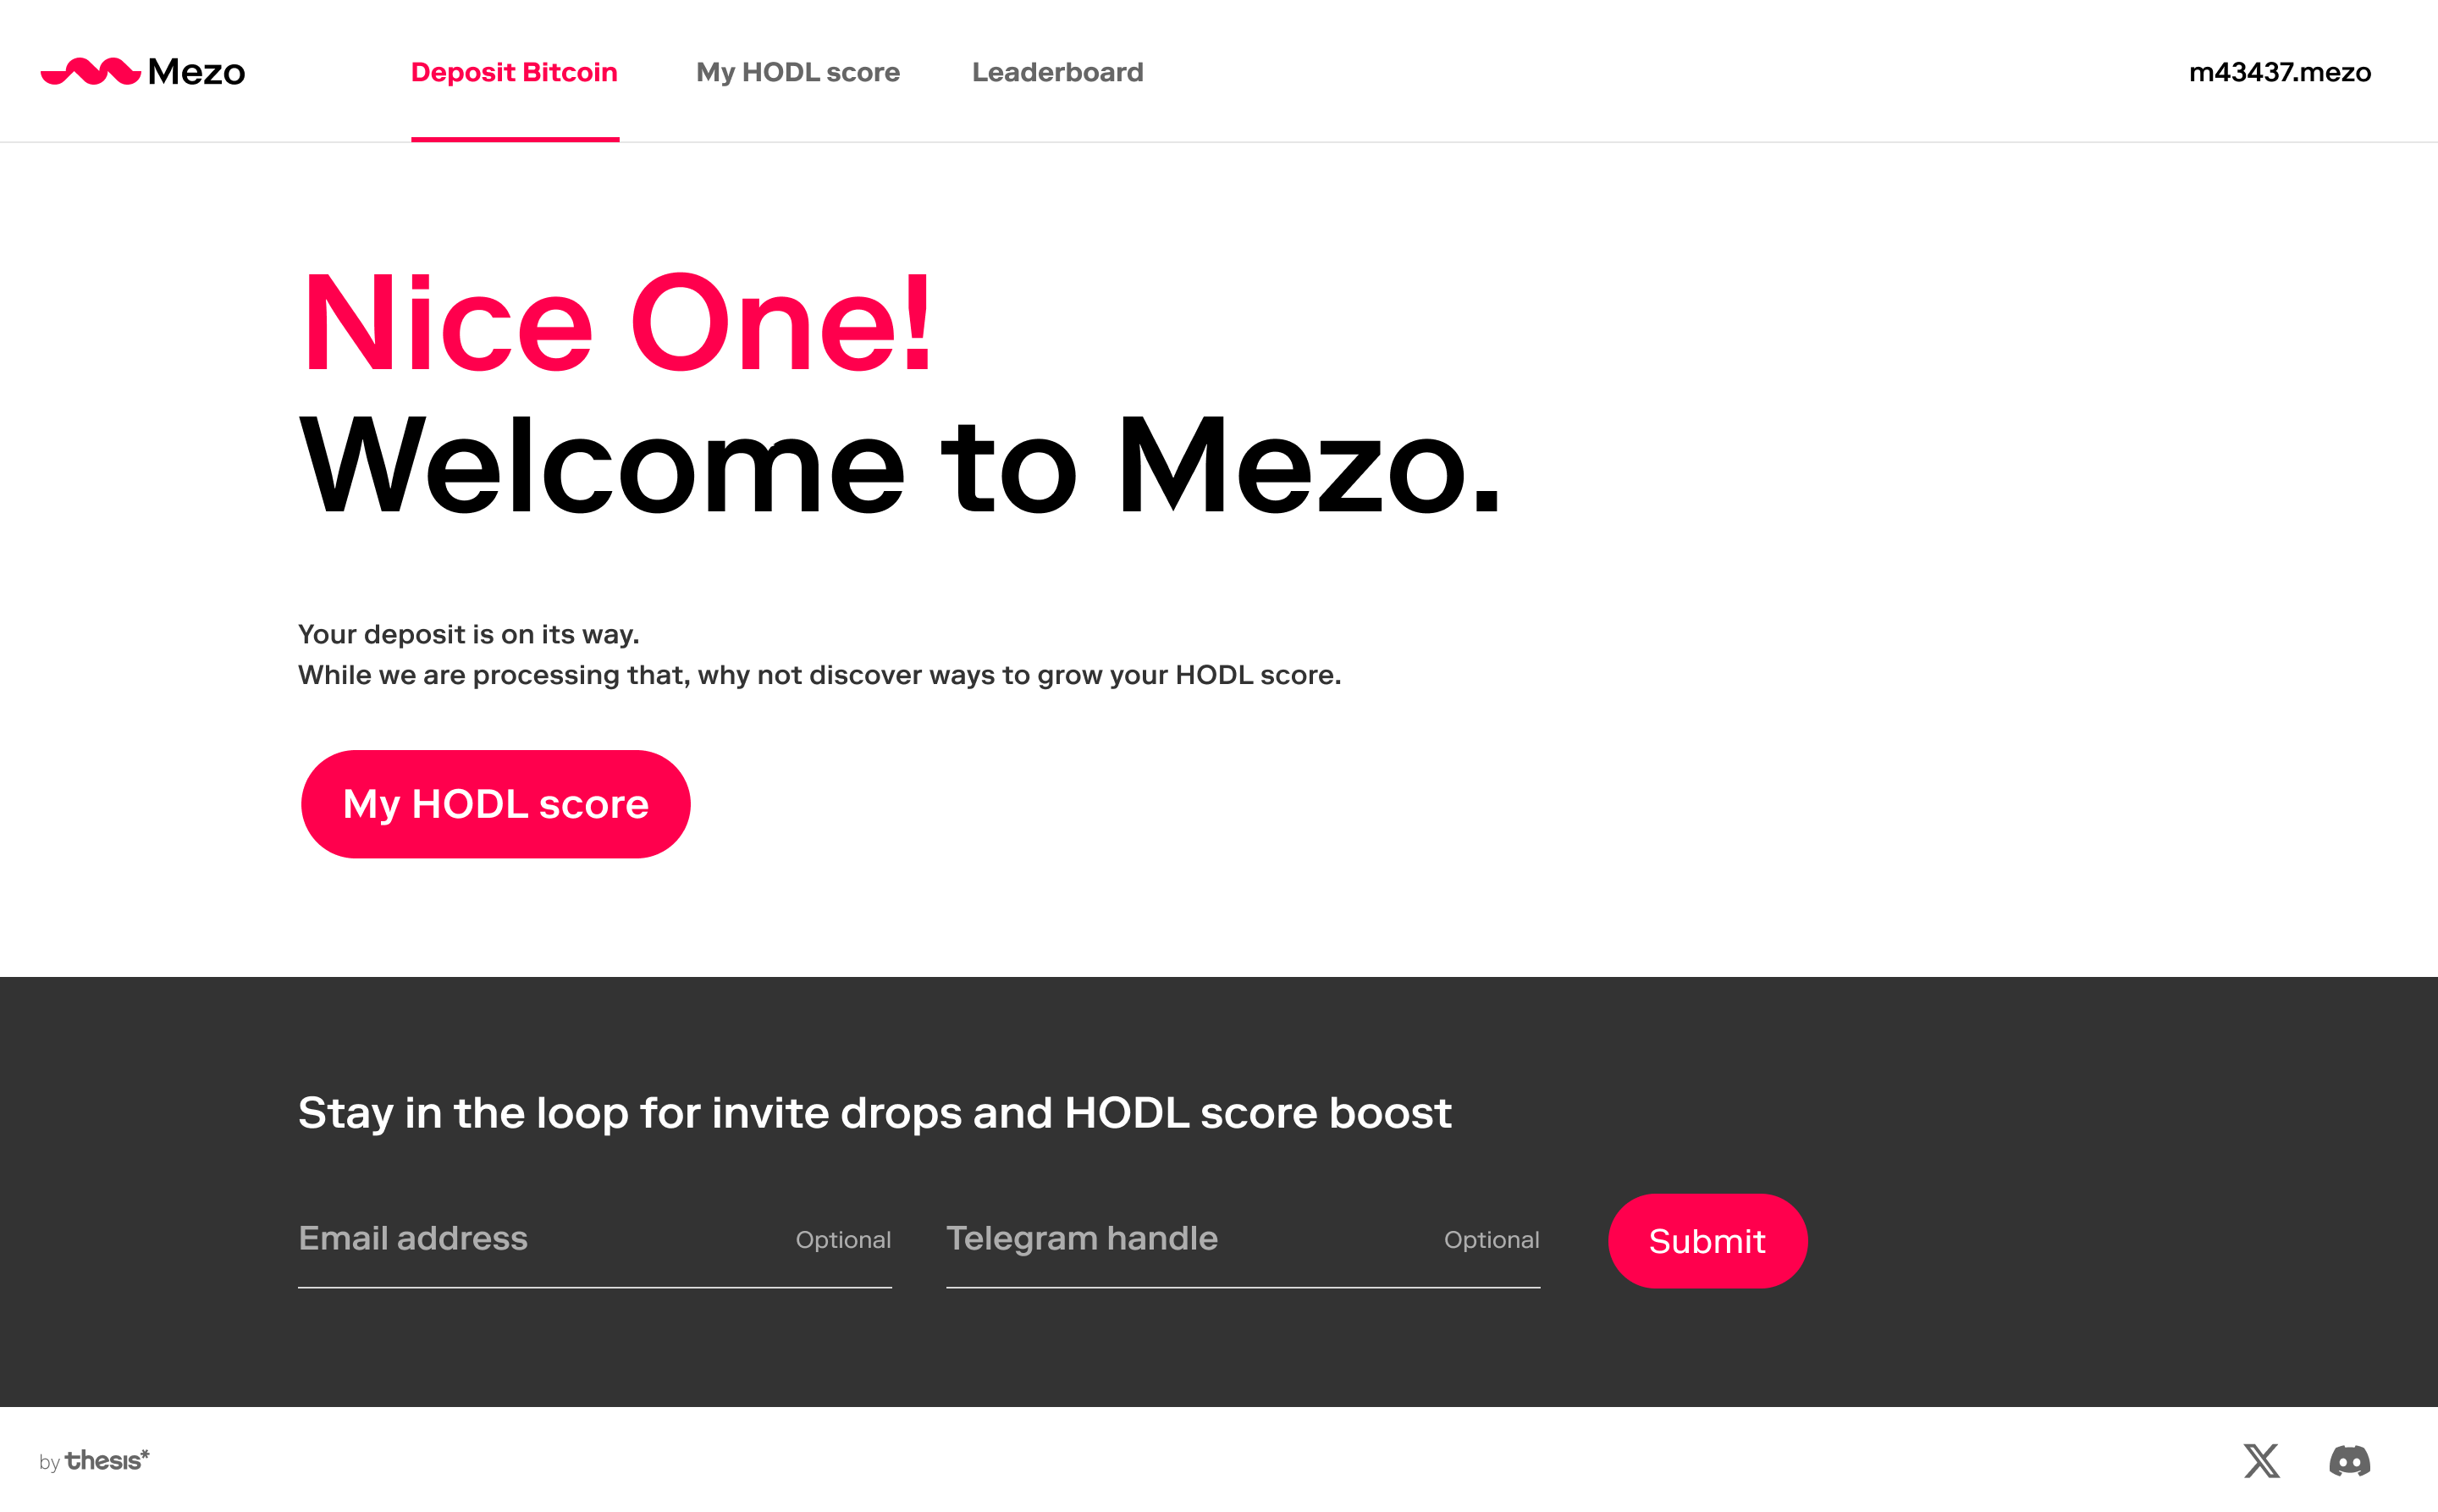 Mezo
Deposit Bitcoin
My HODL score
Leaderboard
m43437.mezo
Nice One!
Welcome to Mezo.
Your deposit is on its way.
While we are processing that, why not discover ways to grow your HODL score.
My HODL score
Stay in the loop for invite drops and HODL score boost
Email address
Optional
Telegram handle
Optional
Submit
by thesis*